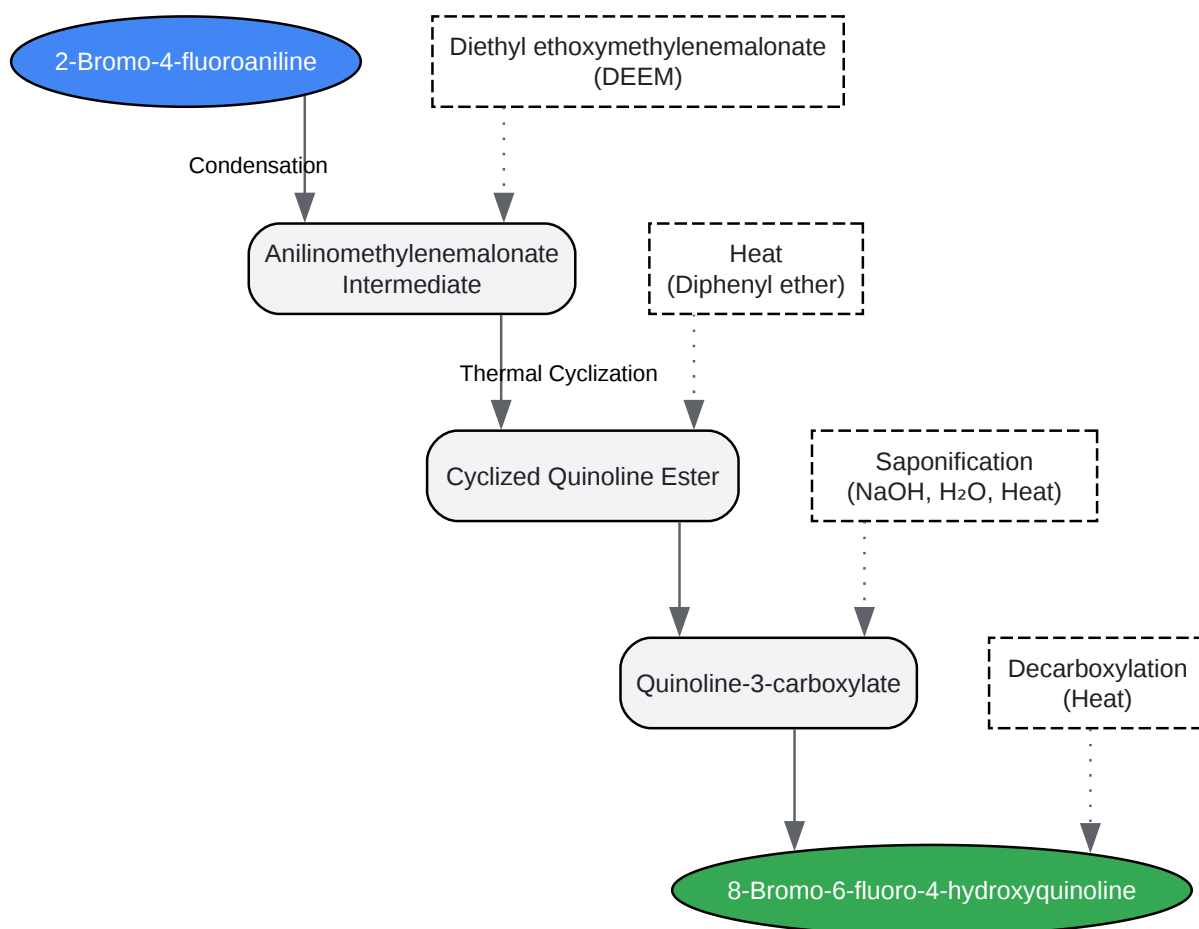 2-Bromo-4-fluoroaniline
Diethyl ethoxymethylenemalonate
(DEEM)
Condensation
Anilinomethylenemalonate
Intermediate
Heat
(Diphenyl ether)
Thermal Cyclization
Cyclized Quinoline Ester
Saponification
(NaOH, H₂O, Heat)
Quinoline-3-carboxylate
Decarboxylation
(Heat)
8-Bromo-6-fluoro-4-hydroxyquinoline